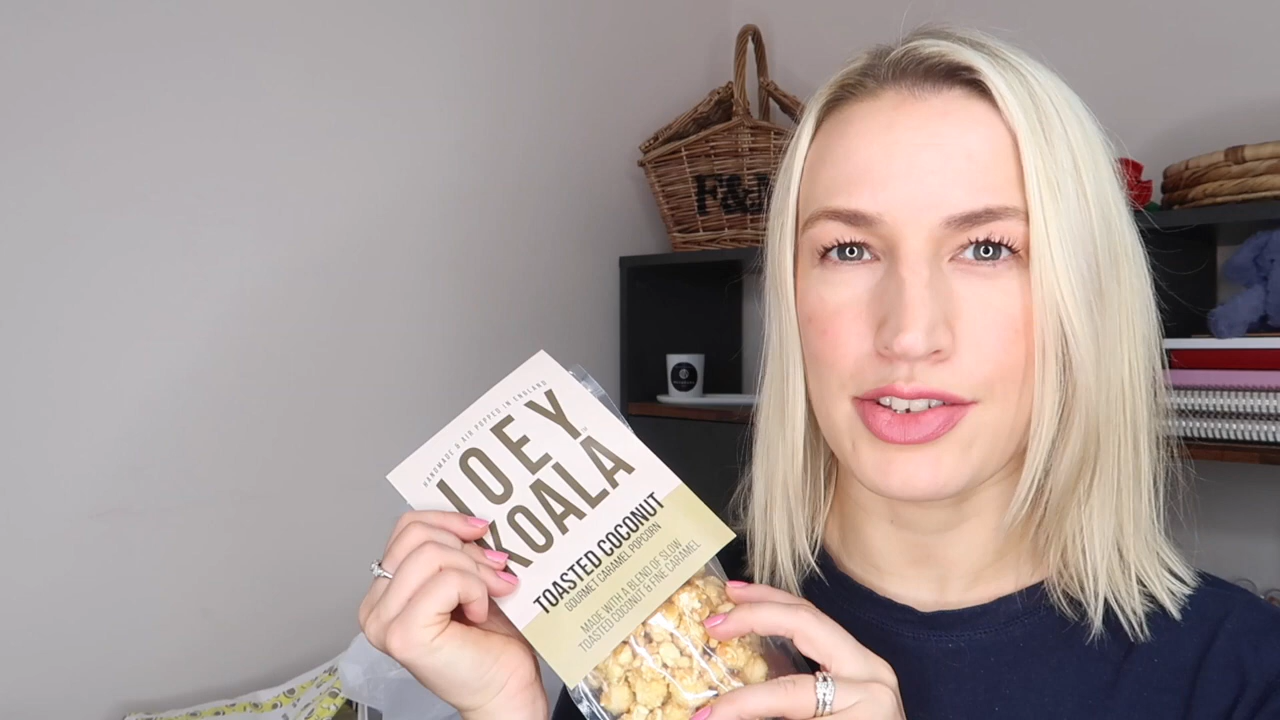 F&M
HANDMADE & AIR POPPED IN ENGLAND
JOEY
KOALA
TOASTED COCONUT
GOURMET CARAMEL POPCORN
MADE WITH A BLEND OF SLOW
TOASTED COCONUT & FINE CARAMEL